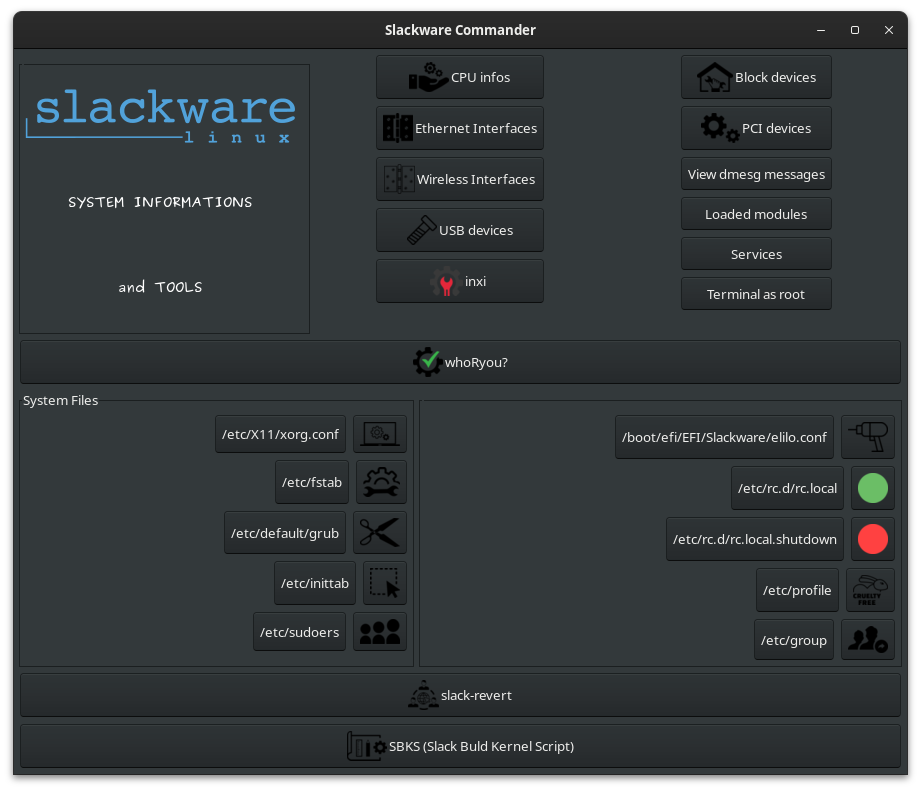 Slackware Commander
slackware
linux
SYSTEM INFORMATIONS
and TOOLS
CPU infos
Ethernet Interfaces
Wireless Interfaces
USB devices
inxi
Block devices
PCI devices
View dmesg messages
Loaded modules
Services
Terminal as root
whoRyou?
System Files
/etc/X11/xorg.conf
/etc/fstab
/etc/default/grub
/etc/inittab
/etc/sudoers
/boot/efi/EFI/Slackware/elilo.conf
/etc/rc.d/rc.local
/etc/rc.d/rc.local.shutdown
/etc/profile
CRUELTY
FREE
/etc/group
slack-revert
SBKS (Slack Buld Kernel Script)